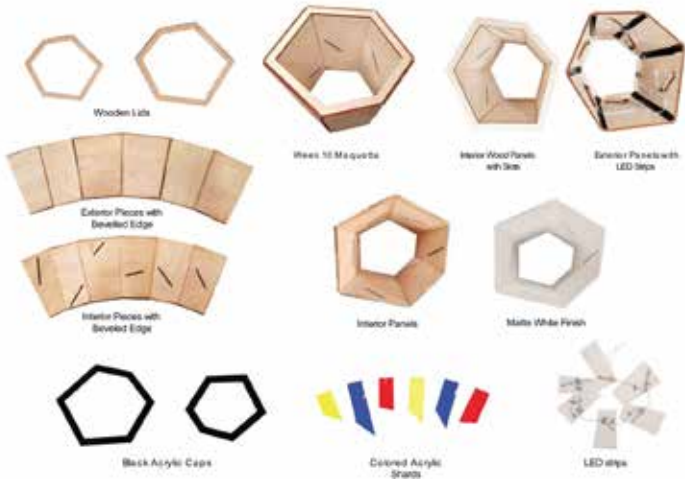 Wooden Lids
Week 10 Maquette
Interior Wood Panels
with Slots
Exterior Panels with
LED Strips
Exterior Pieces with
Bevelled Edge
Interior Pieces with
Beveled Edge
Interior Panels
Matte White Finish
Black Acrylic Caps
Colored Acrylic
Shards
LED strips